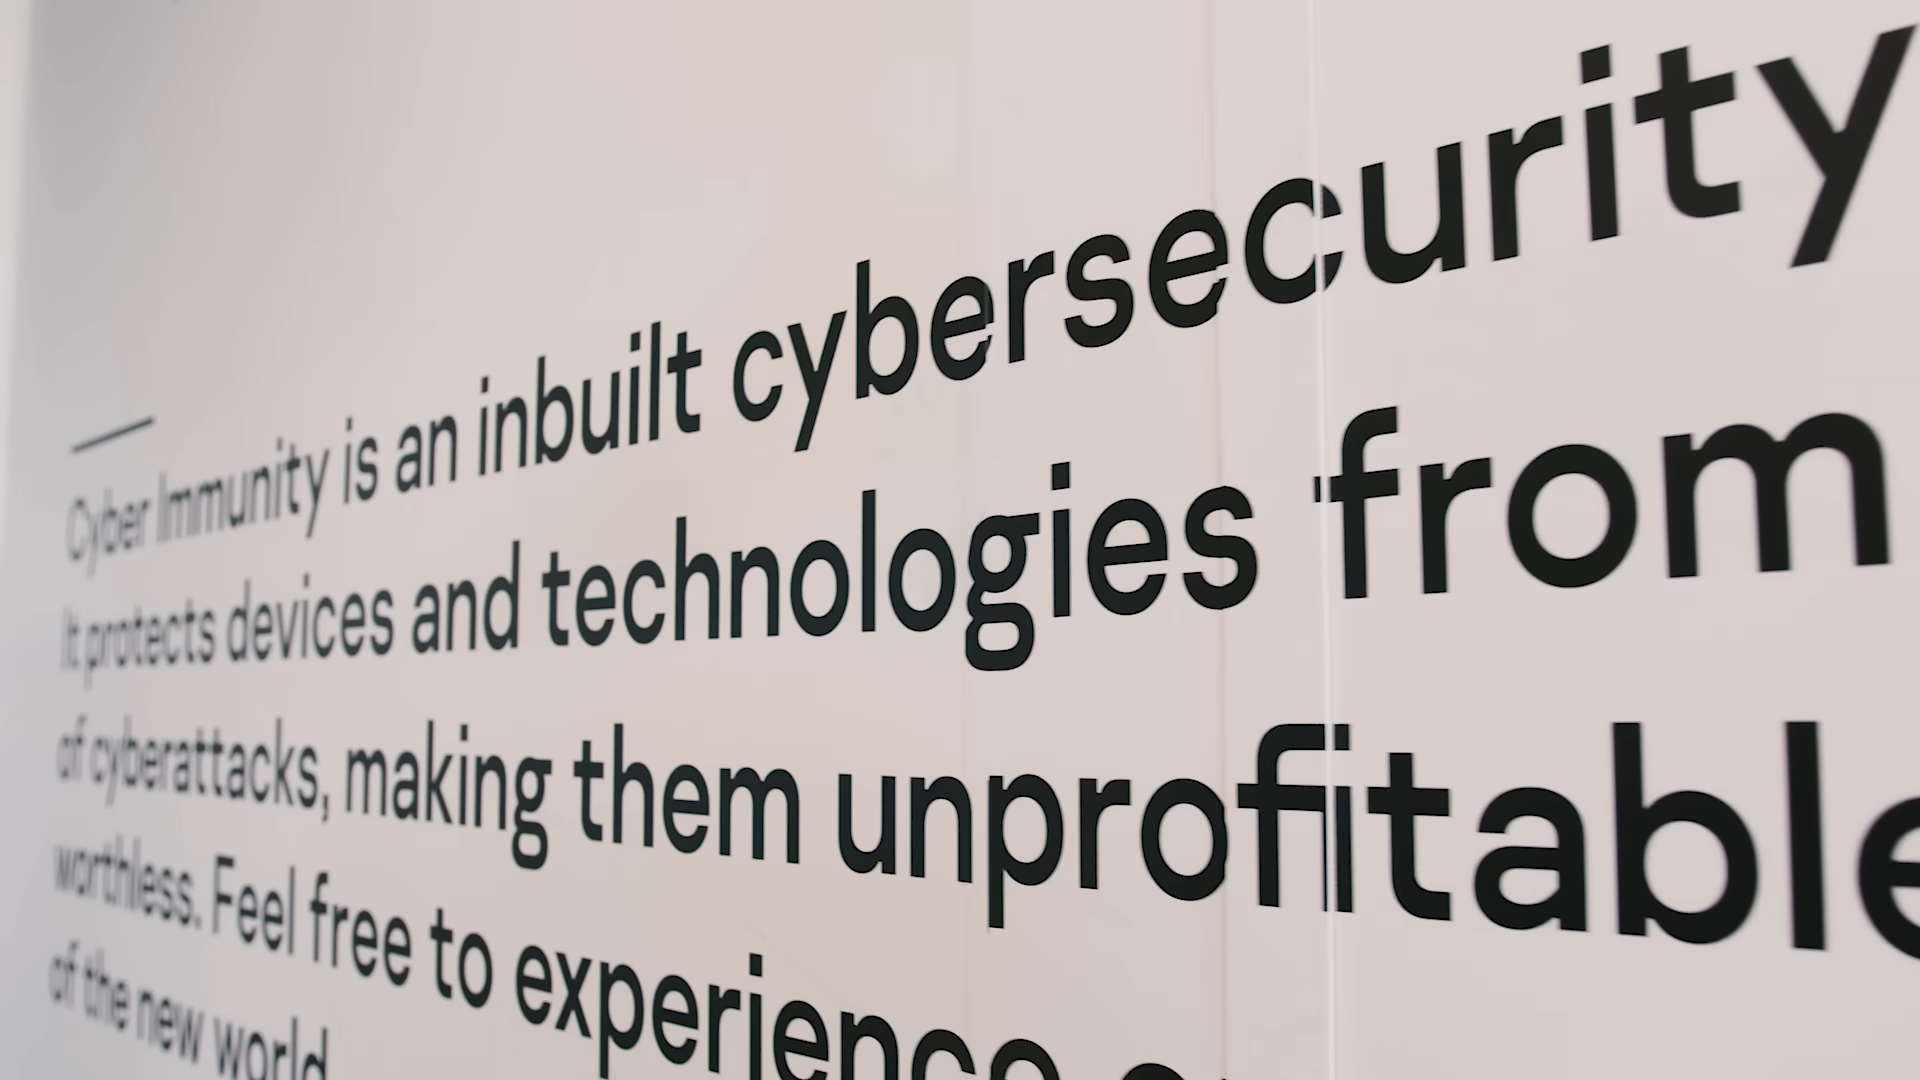 Cyber Immunity is an inbuilt cybersecurity
It protects devices and technologies from
of cyberattacks, making them unprofitable
worthless. Feel free to experience
of the new world